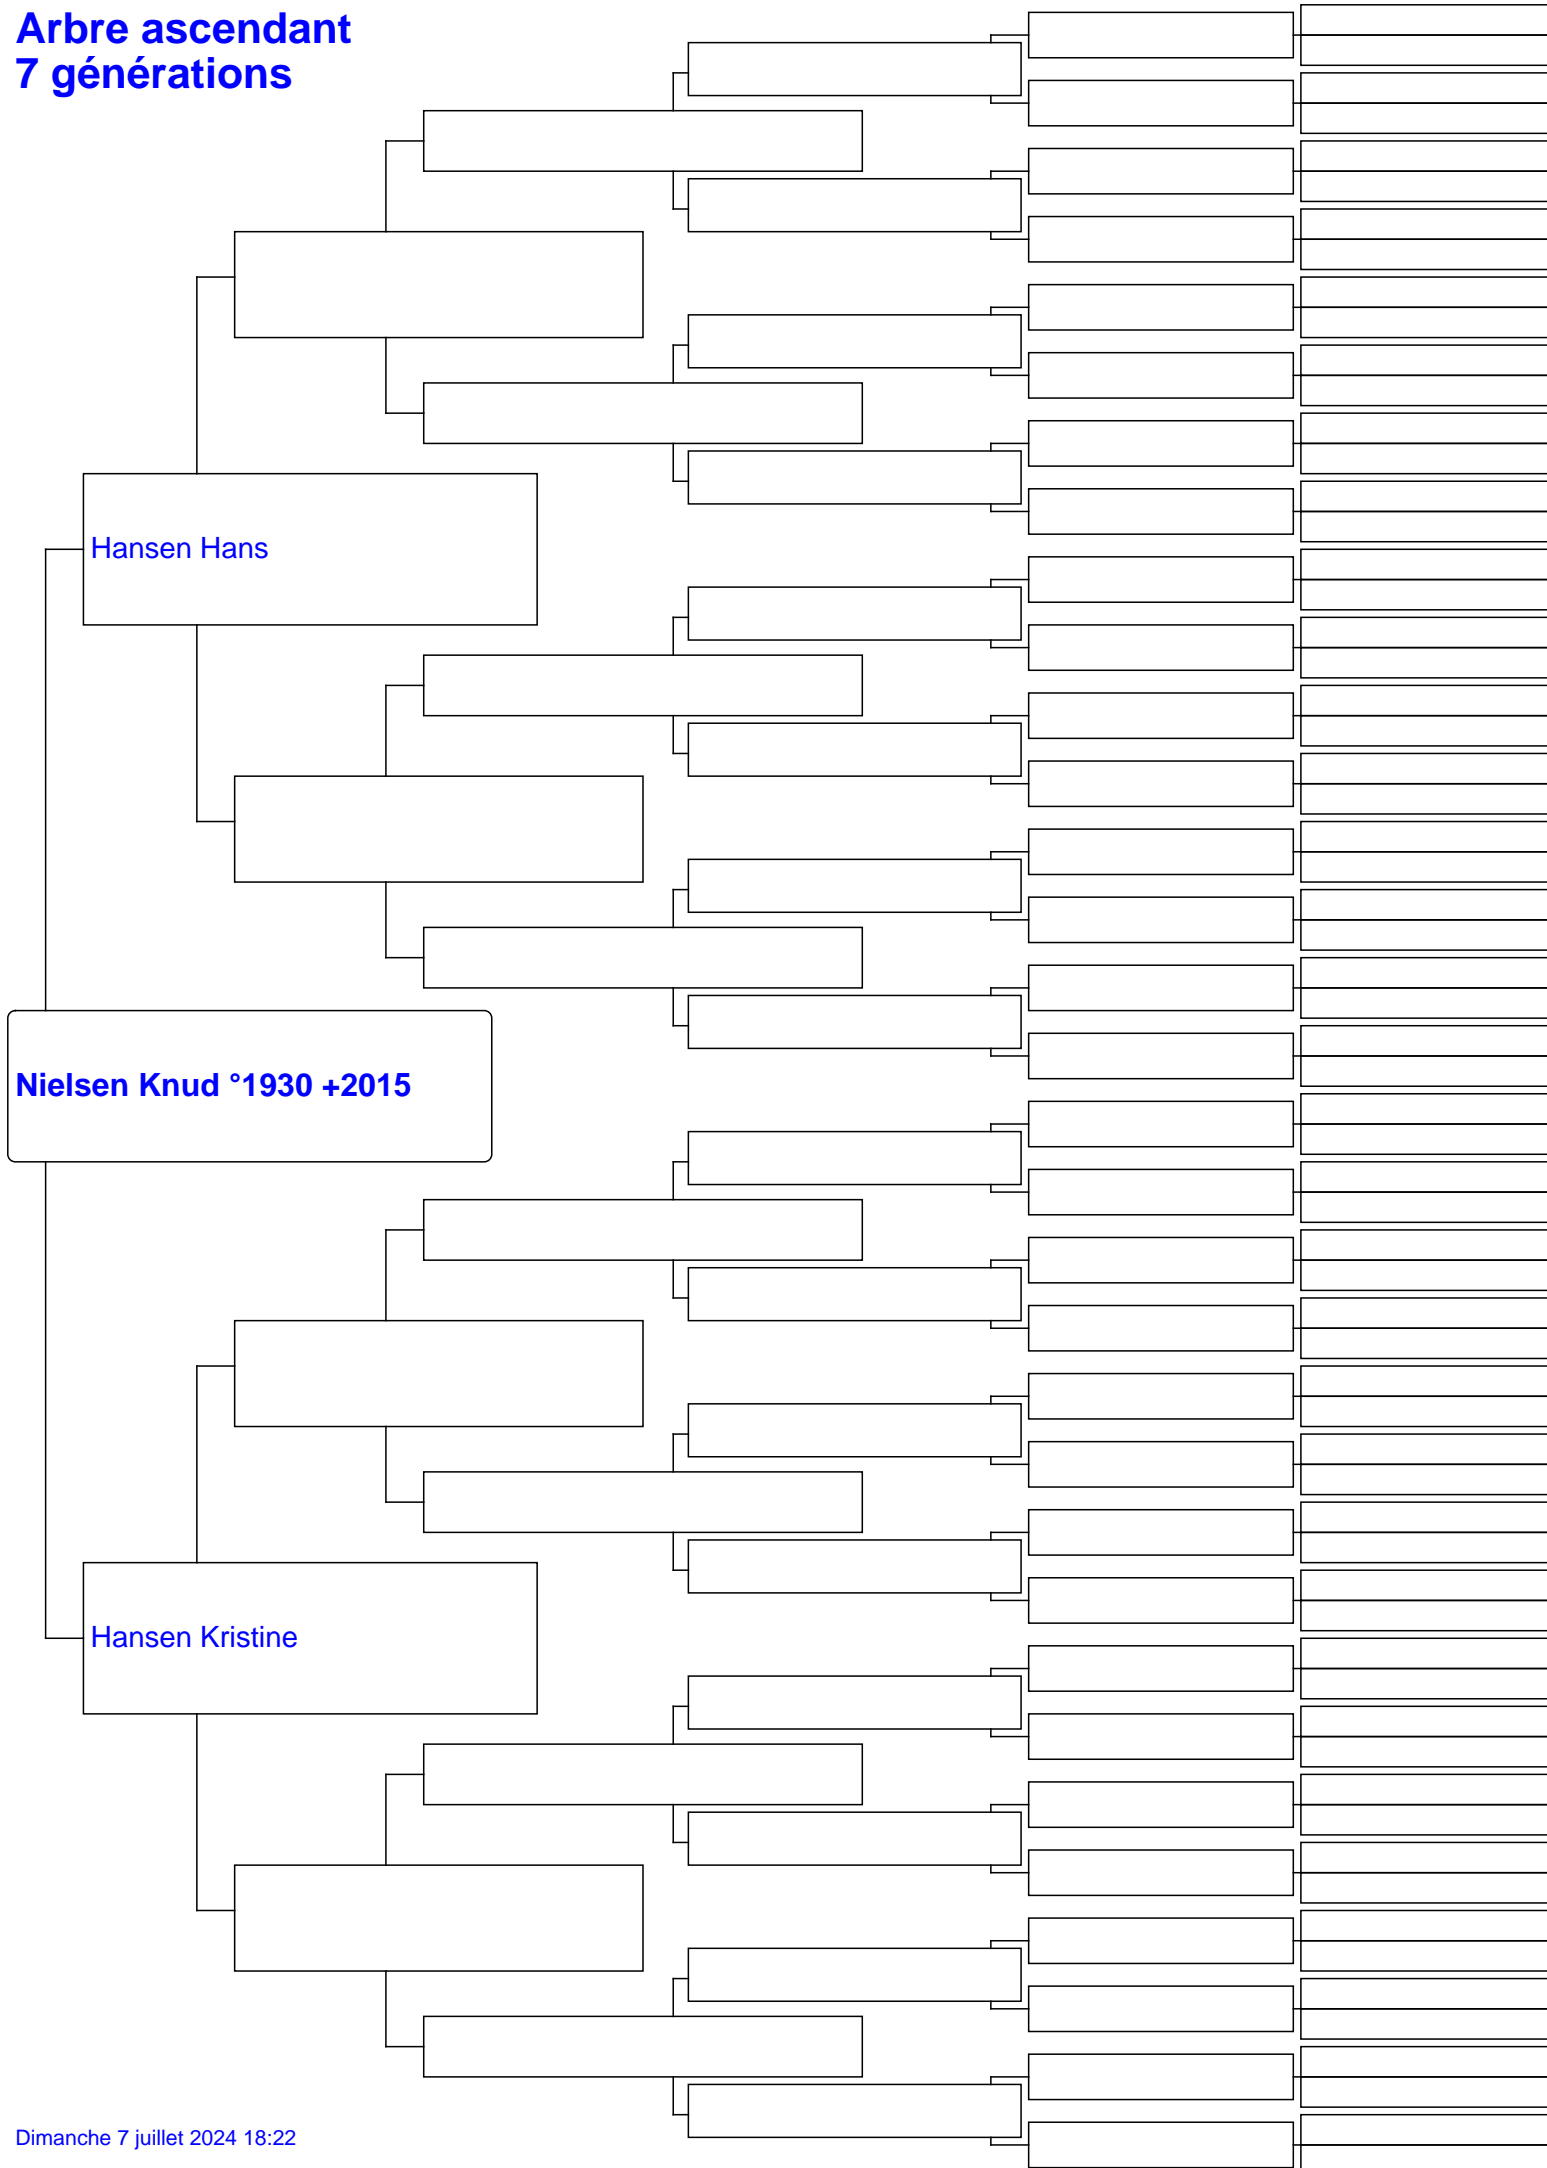 Arbre ascendant
7 générations
Hansen Hans
Nielsen Knud °1930 +2015
Hansen Kristine
Dimanche 7 juillet 2024 18:22